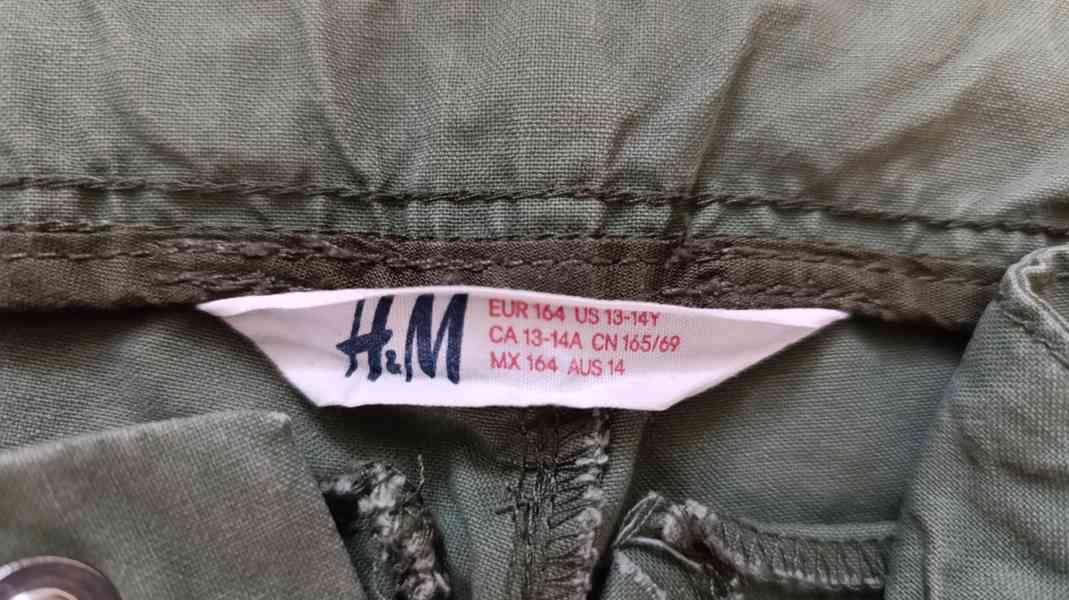 H&M
EUR 164 US 13-14Y
CA 13-14A CN 165/69
MX 164 AUS 14